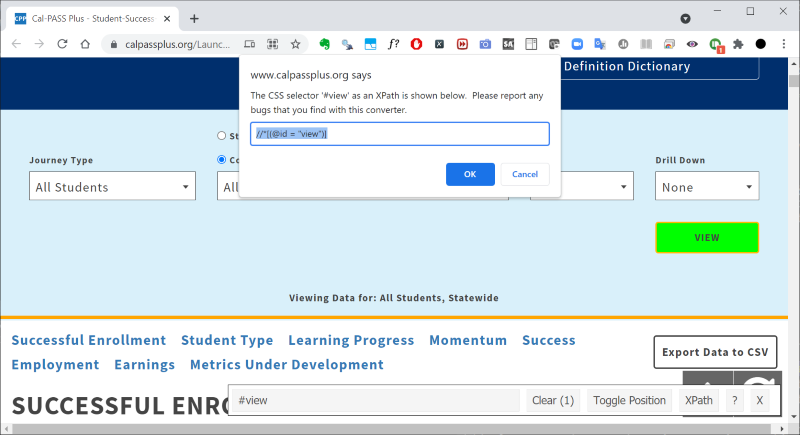 CPP Cal-PASS Plus - Student-Success
calpassplus.org/Launc...
f?
SA
1
Definition Dictionary
www.calpassplus.org says
The CSS selector '#view' as an XPath is shown below. Please report any
bugs that you find with this converter.
//*[(@id = "view")]
OK Cancel
St
Journey Type Co Drill Down
All Students All None
VIEW
Viewing Data for: All Students, Statewide
Successful Enrollment Student Type Learning Progress Momentum Success
Employment Earnings Metrics Under Development
Export Data to CSV
SUCCESSFUL ENRO
#view Clear (1) Toggle Position XPath ? X